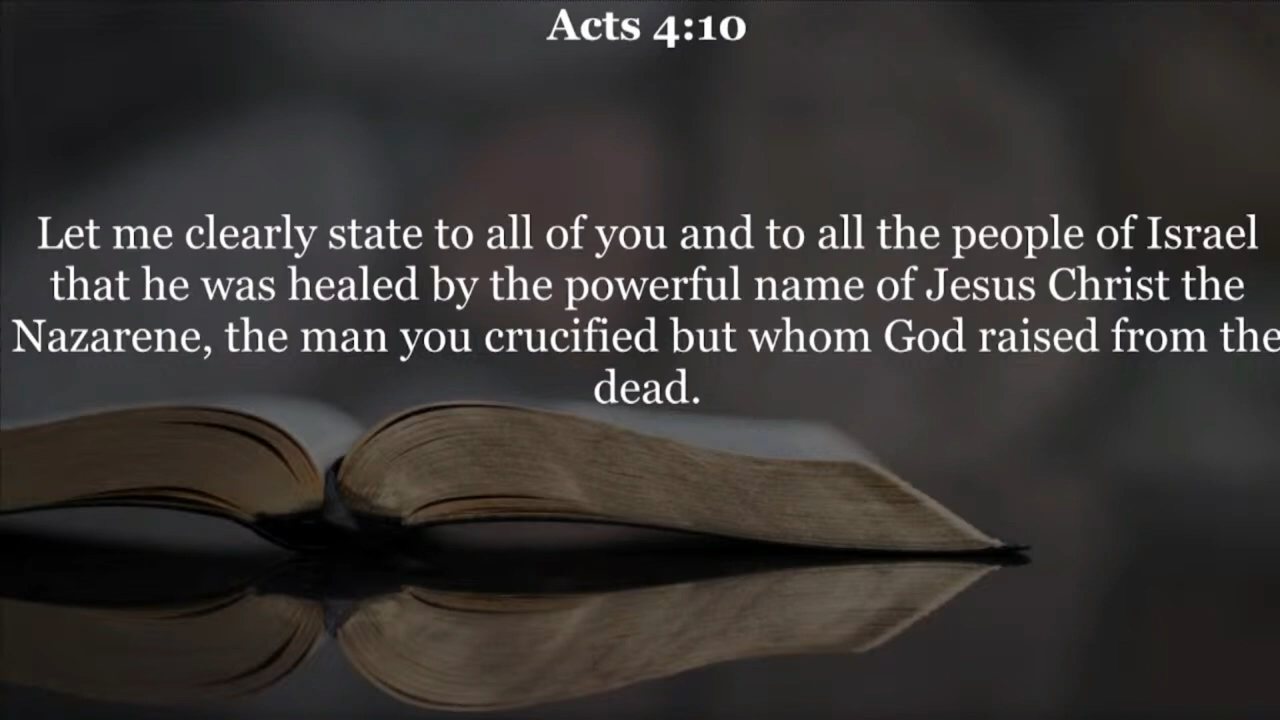 Acts 4:10
Let me clearly state to all of you and to all the people of Israel
that he was healed by the powerful name of Jesus Christ the
Nazarene, the man you crucified but whom God raised from the
dead.